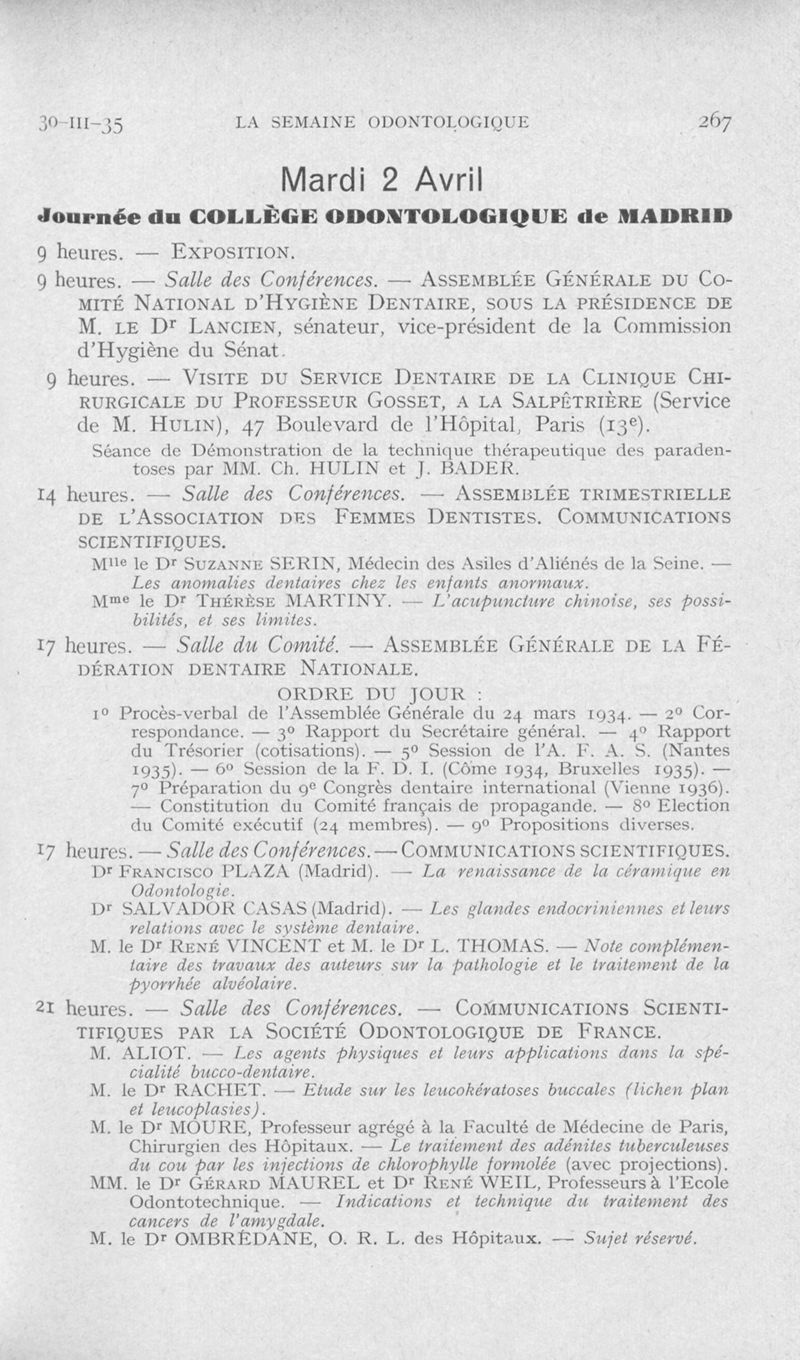 30-III-35 LA SEMAINE ODONTOLOGIQUE 267
Mardi 2 Avril
Journée du COLLÈGE ODONTOLOGIQUE de MADRID
9 heures. — EXPOSITION.
9 heures. — Salle des Conférences. — ASSEMBLÉE GÉNÉRALE DU CO-
MITÉ NATIONAL D'HYGIÈNE DENTAIRE, SOUS LA PRÉSIDENCE DE
M. LE Dr LANCIEN, sénateur, vice-président de la Commission
d'Hygiène du Sénat.
9 heures. — VISITE DU SERVICE DENTAIRE DE LA CLINIQUE CHI-
RURGICALE DU PROFESSEUR GOSSET, A LA SALPÊTRIÈRE (Service
de M. HULIN), 47 Boulevard de l'Hôpital, Paris (13e).
Séance de Démonstration de la technique thérapeutique des paraden-
toses par MM. Ch. HULIN et J. BADER.
14 heures. — Salle des Conférences. — ASSEMBLÉE TRIMESTRIELLE
DE L'ASSOCIATION DES FEMMES DENTISTES. COMMUNICATIONS
SCIENTIFIQUES.
Mlle le Dr SUZANNE SERIN, Médecin des Asiles d'Aliénés de la Seine. —
Les anomalies dentaires chez les enfants anormaux.
Mme le Dr THÉRÈSE MARTINY. — L'acupuncture chinoise, ses possi-
bilités, et ses limites.
17 heures. — Salle du Comité. — ASSEMBLÉE GÉNÉRALE DE LA FÉ-
DÉRATION DENTAIRE NATIONALE.
ORDRE DU JOUR :
1o Procès-verbal de l'Assemblée Générale du 24 mars 1934. — 2o Cor-
respondance. — 3o Rapport du Secrétaire général. — 4o Rapport
du Trésorier (cotisations). — 5o Session de l'A. F. A. S. (Nantes
1935). — 6o Session de la F. D. I. (Côme 1934, Bruxelles 1935). —
7o Préparation du 9e Congrès dentaire international (Vienne 1936).
— Constitution du Comité français de propagande. — 8o Election
du Comité exécutif (24 membres). — 9o Propositions diverses.
17 heures. — Salle des Conférences. — COMMUNICATIONS SCIENTIFIQUES.
Dr FRANCISCO PLAZA (Madrid). — La renaissance de la céramique en
Odontologie.
Dr SALVADOR CASAS (Madrid). — Les glandes endocriniennes et leurs
relations avec le système dentaire.
M. le Dr RENÉ VINCENT et M. le Dr L. THOMAS. — Note complémen-
taire des travaux des auteurs sur la pathologie et le traitement de la
pyorrhée alvéolaire.
21 heures. — Salle des Conférences. — COMMUNICATIONS SCIENTI-
TIFIQUES PAR LA SOCIÉTÉ ODONTOLOGIQUE DE FRANCE.
M. ALIOT. — Les agents physiques et leurs applications dans la spé-
cialité bucco-dentaire.
M. le Dr RACHET. — Etude sur les leucokératoses buccales (lichen plan
et leucoplasies).
M. le Dr MOURE, Professeur agrégé à la Faculté de Médecine de Paris,
Chirurgien des Hôpitaux. — Le traitement des adénites tuberculeuses
du cou par les injections de chlorophylle formolée (avec projections).
MM. le Dr GÉRARD MAUREL et Dr RENÉ WEIL, Professeurs à l'Ecole
Odontotechnique. — Indications et technique du traitement des
cancers de l'amygdale.
M. le Dr OMBRÉDANE, O. R. L. des Hôpitaux. — Sujet réservé.